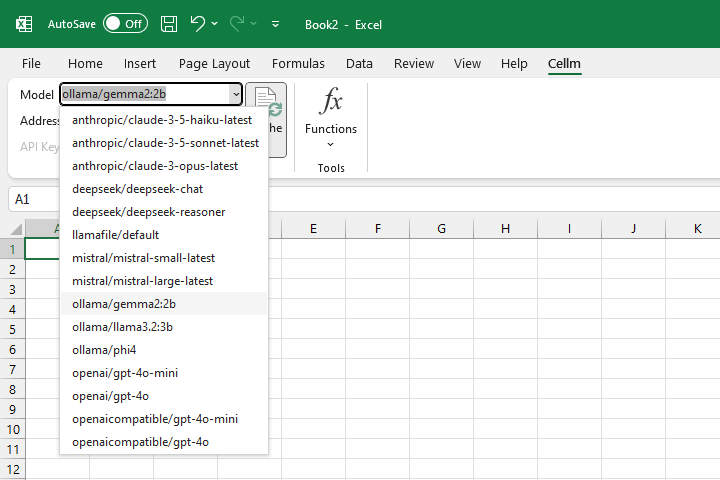 AutoSave Off Book2 - Excel
File Home Insert Page Layout Formulas Data Review View Help Cellm
Model ollama/gemma2:2b
Address
API Key
he
Functions
Tools
anthropic/claude-3-5-haiku-latest
anthropic/claude-3-5-sonnet-latest
anthropic/claude-3-opus-latest
deepseek/deepseek-chat
deepseek/deepseek-reasoner
llamafile/default
mistral/mistral-small-latest
mistral/mistral-large-latest
ollama/gemma2:2b
ollama/llama3.2:3b
ollama/phi4
openai/gpt-4o-mini
openai/gpt-4o
openaicompatible/gpt-4o-mini
openaicompatible/gpt-4o
A1
A E F G H I J K
1
2
3
4
5
6
7
8
9
10
11
12